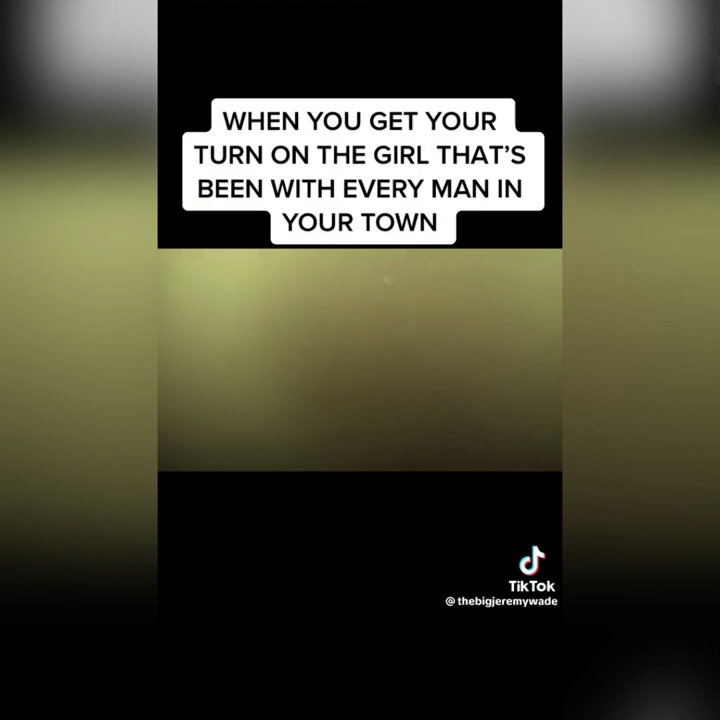 WHEN YOU GET YOUR
TURN ON THE GIRL THAT’S
BEEN WITH EVERY MAN IN
YOUR TOWN
TikTok
@ thebigjeremywade